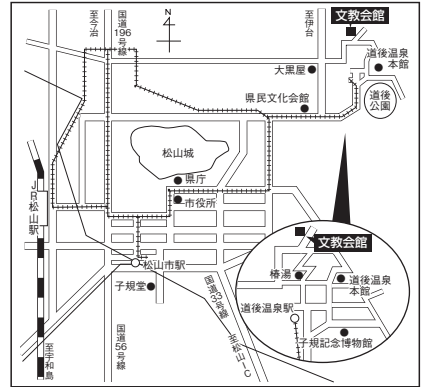 至今治
国道196号線
N
4
至伊台
文教会館
道後温泉
本館
大黒屋
県民文化会館
道後
公園
松山城
県庁
市役所
JR松山駅
松山市駅
子規堂
国道33号線
至松山IC
国道56号線
至宇和島
文教会館
椿湯
道後温泉
本館
道後温泉駅
子規記念博物館